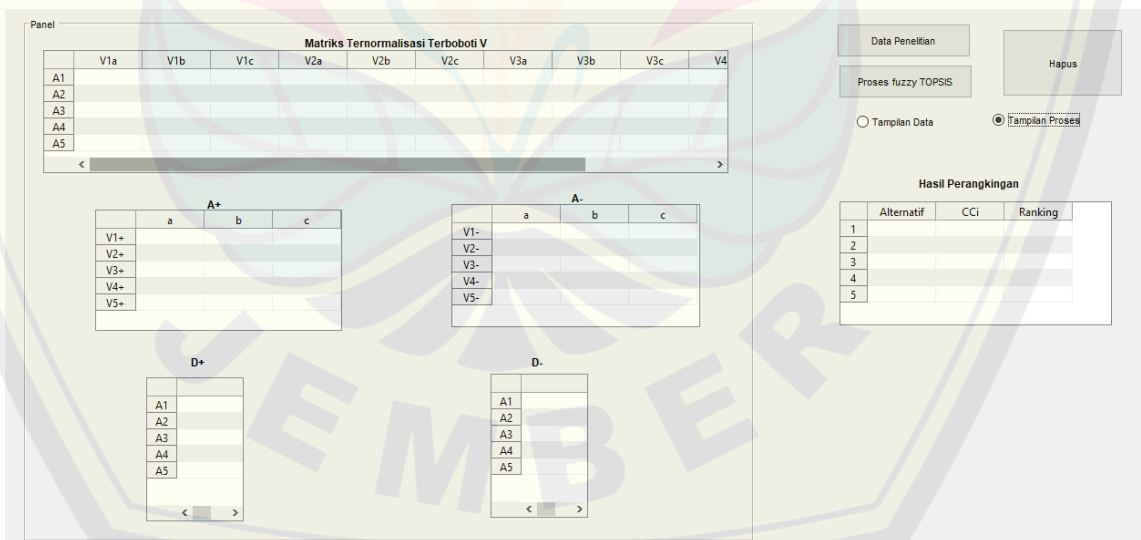 Panel
Matriks Ternormalisasi Terboboti V
V1a V1b V1c V2a V2b V2c V3a V3b V3c V4
A1
A2
A3
A4
A5
A+
a b c
V1+
V2+
V3+
V4+
V5+
A-
a b c
V1-
V2-
V3-
V4-
V5-
D+
A1
A2
A3
A4
A5
D-
A1
A2
A3
A4
A5
Data Penelitian
Proses fuzzy TOPSIS
Hapus
Tampilan Data
Tampilan Proses
Hasil Perangkingan
Alternatif CCi Ranking
1
2
3
4
5
JEMBER